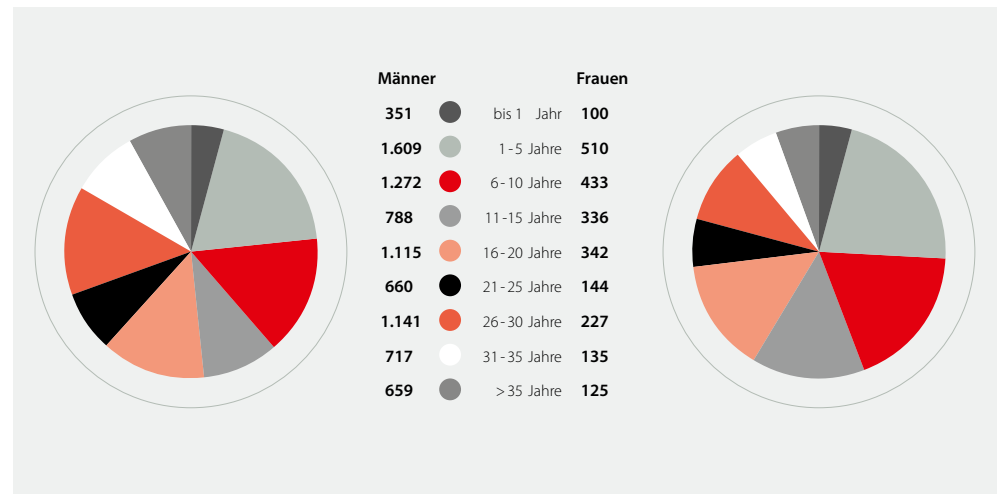 Männer Frauen
351 bis 1 Jahr 100
1.609 1-5 Jahre 510
1.272 6-10 Jahre 433
788 11-15 Jahre 336
1.115 16-20 Jahre 342
660 21-25 Jahre 144
1.141 26-30 Jahre 227
717 31-35 Jahre 135
659 >35 Jahre 125